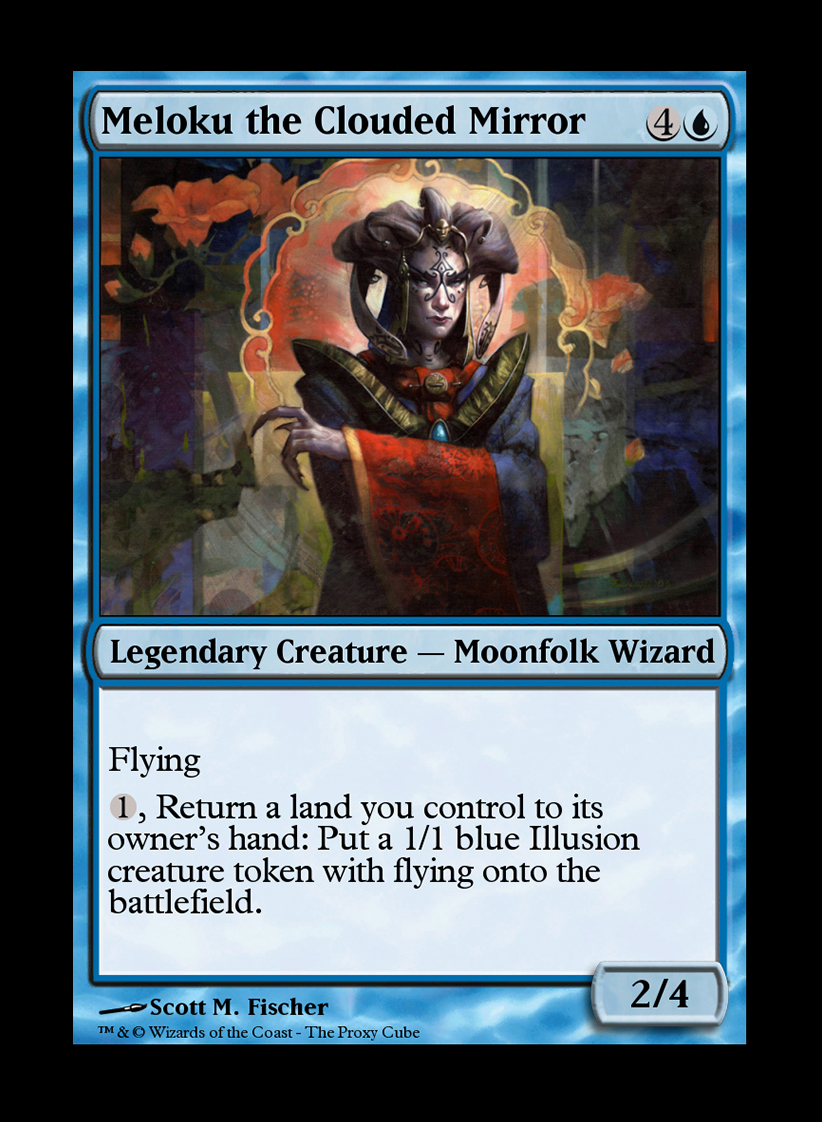 Meloku the Clouded Mirror 4
Legendary Creature — Moonfolk Wizard
Flying
1, Return a land you control to its
owner's hand: Put a 1/1 blue Illusion
creature token with flying onto the
battlefield.
2/4
Scott M. Fischer
™ & © Wizards of the Coast - The Proxy Cube